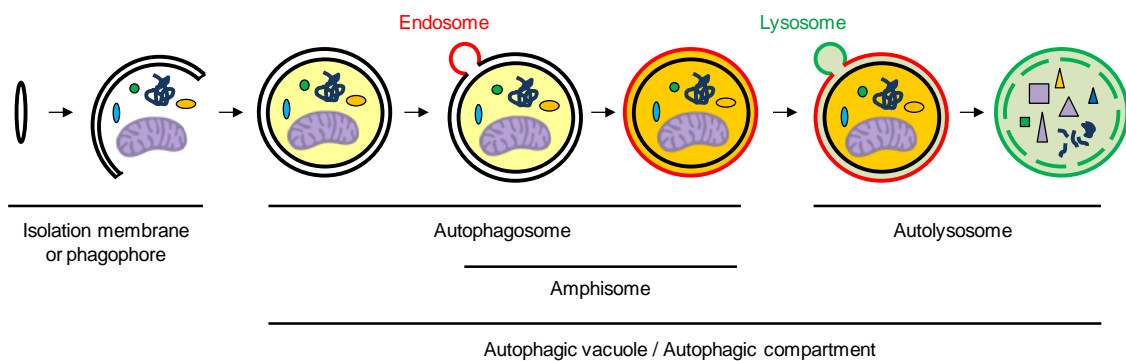 Endosome
Lysosome
Isolation membrane
or phagophore
Autophagosome
Autolysosome
Amphisome
Autophagic vacuole / Autophagic compartment